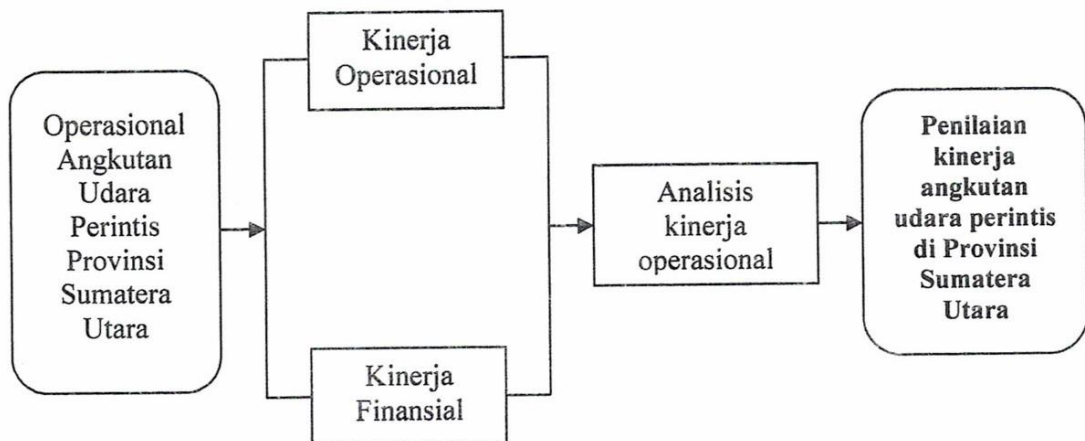 Operasional
Angkutan
Udara
Perintis
Provinsi
Sumatera
Utara
Kinerja
Operasional
Kinerja
Finansial
Analisis
kinerja
operasional
Penilaian
kinerja
angkutan
udara perintis
di Provinsi
Sumatera
Utara